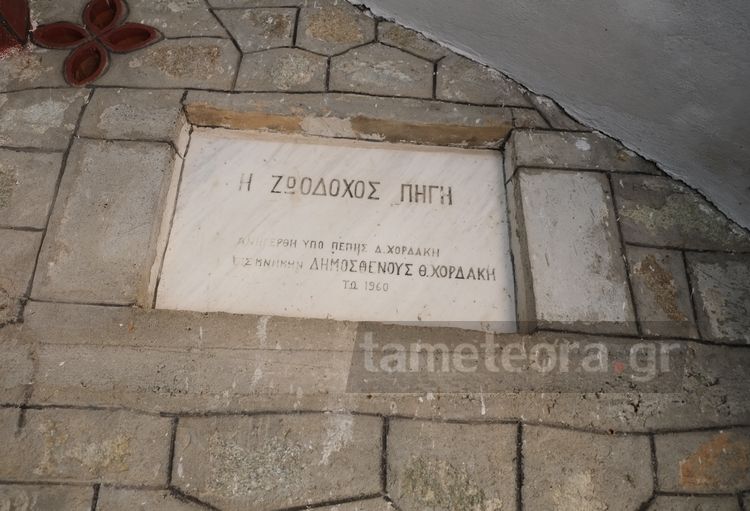 Η ΖΩΟΔΟΧΟΣ ΠΗΓΗ
ΑΝΗΓΕΡΘΗ ΥΠΟ ΠΕΠΗΣ Δ. ΧΟΡΔΑΚΗ
ΕΙΣ ΜΝΗΜΗΝ ΔΗΜΟΣΘΕΝΟΥΣ Θ. ΧΟΡΔΑΚΗ
ΤΩ 1960
tameteora.gr